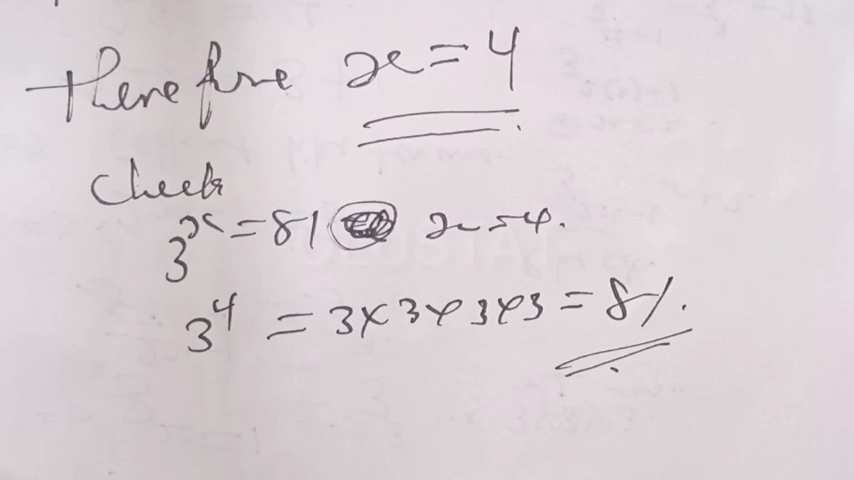 Therefore x = 4
Check
3^x = 81 x = 4.
3^4 = 3×3×3×3 = 81.